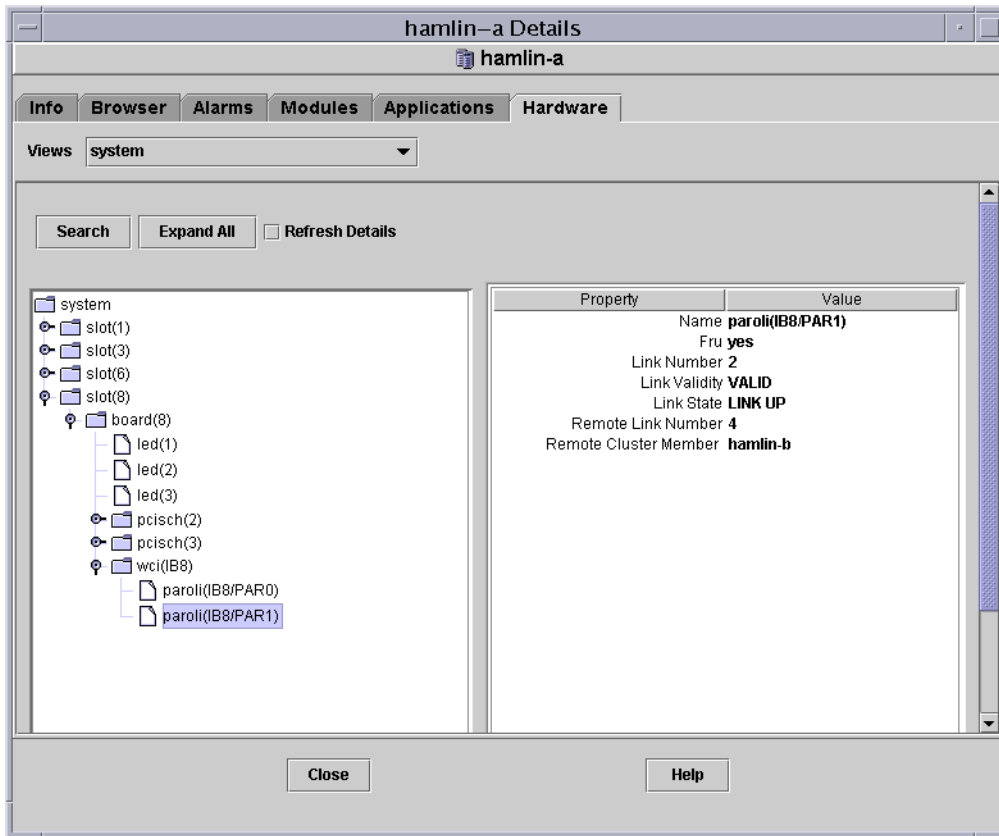 hamlin–a Details
hamlin-a
Info Browser Alarms Modules Applications Hardware
Views system
Search Expand All Refresh Details
system
slot(1)
slot(3)
slot(6)
slot(8)
board(8)
led(1)
led(2)
led(3)
pcisch(2)
pcisch(3)
wci(IB8)
paroli(IB8/PAR0)
paroli(IB8/PAR1)
Property Value
Name paroli(IB8/PAR1)
Fru yes
Link Number 2
Link Validity VALID
Link State LINK UP
Remote Link Number 4
Remote Cluster Member hamlin-b
Close Help